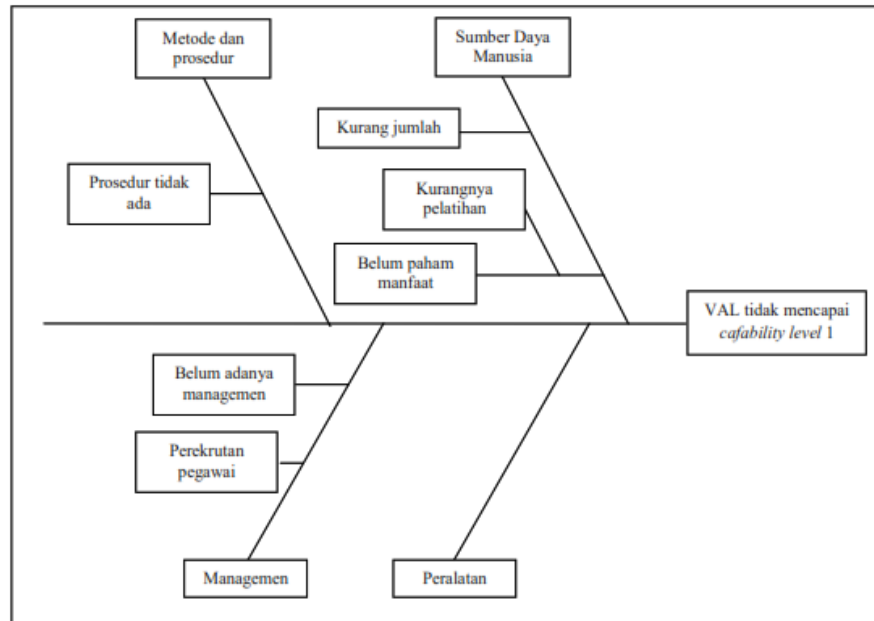 Metode dan
prosedur
Sumber Daya
Manusia
Kurang jumlah
Prosedur tidak
ada
Kurangnya
pelatihan
Belum paham
manfaat
VAL tidak mencapai
cafability level 1
Belum adanya
managemen
Perekrutan
pegawai
Managemen
Peralatan